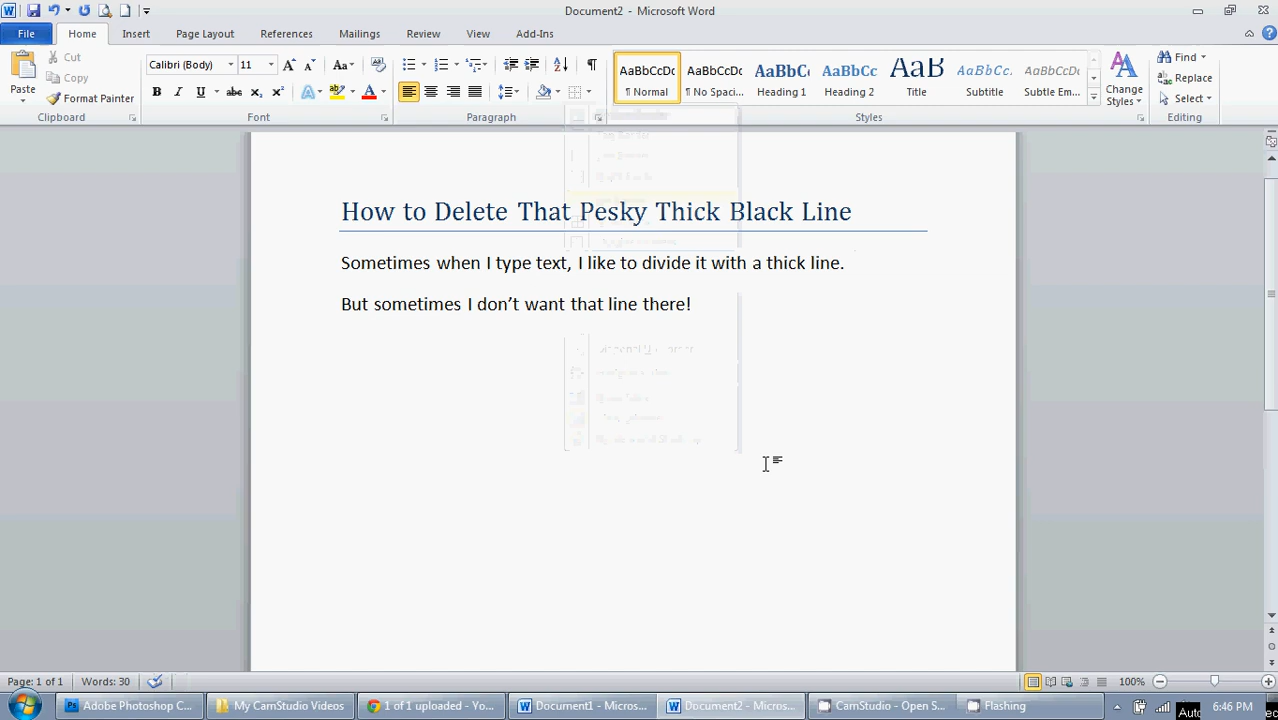 Document2 - Microsoft Word
File Home Insert Page Layout References Mailings Review View Add-Ins
Paste
Cut
Copy
Format Painter
Clipboard
Calibri (Body) 11
Font
Paragraph
AaBbCcDc AaBbCcDc AaBbCc AaBbCc AaB AaBbCc. AaBbCcDc
¶ Normal ¶ No Spaci... Heading 1 Heading 2 Title Subtitle Subtle Em...
Change
Styles
Styles
Find
Replace
Select
Editing
How to Delete That Pesky Thick Black Line
Sometimes when I type text, I like to divide it with a thick line.
But sometimes I don’t want that line there!
Page: 1 of 1 Words: 30 100%
Adobe Photoshop C... My CamStudio Videos 1 of 1 uploaded - Yo... Document1 - Micros... Document2 - Micros... CamStudio - Open S... Flashing 6:46 PM
Auto